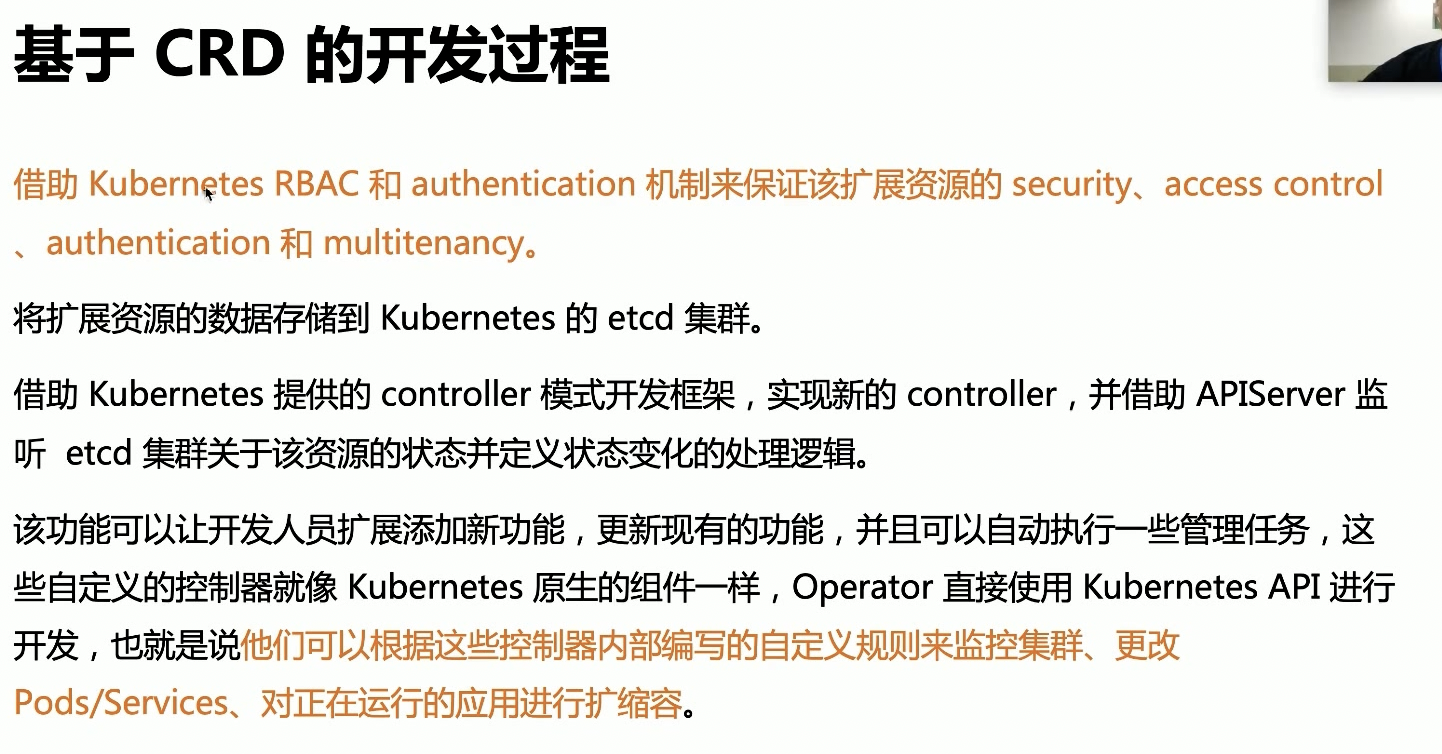 基于 CRD 的开发过程
借助 Kubernetes RBAC 和 authentication 机制来保证该扩展资源的 security、access control
、authentication 和 multitenancy。
将扩展资源的数据存储到 Kubernetes 的 etcd 集群。
借助 Kubernetes 提供的 controller 模式开发框架，实现新的 controller，并借助 APIServer 监
听 etcd 集群关于该资源的状态并定义状态变化的处理逻辑。
该功能可以让开发人员扩展添加新功能，更新现有的功能，并且可以自动执行一些管理任务，这
些自定义的控制器就像 Kubernetes 原生的组件一样，Operator 直接使用 Kubernetes API 进行
开发，也就是说他们可以根据这些控制器内部编写的自定义规则来监控集群、更改
Pods/Services、对正在运行的应用进行扩缩容。